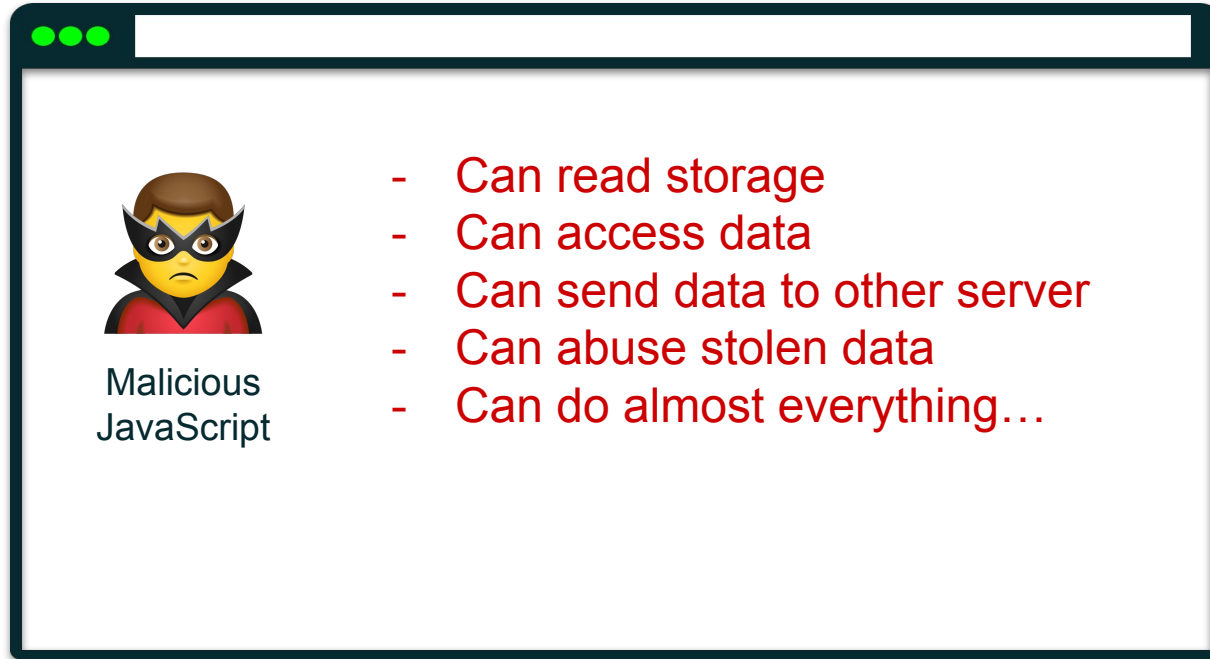 - Can read storage
- Can access data
- Can send data to other server
- Can abuse stolen data
- Can do almost everything…
Malicious
JavaScript